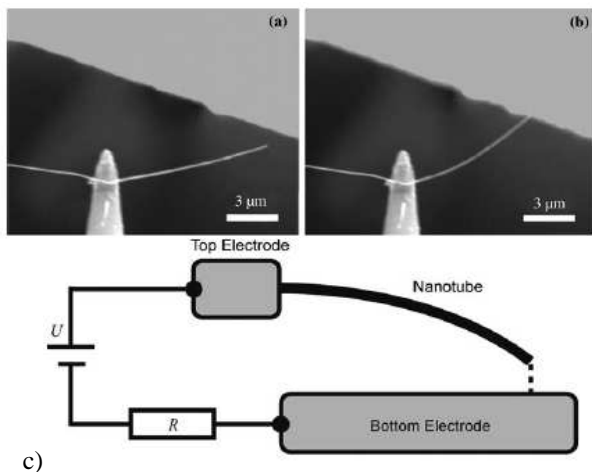 (a)
(b)
3 µm
3 µm
Top Electrode
Nanotube
U
R
Bottom Electrode
c)